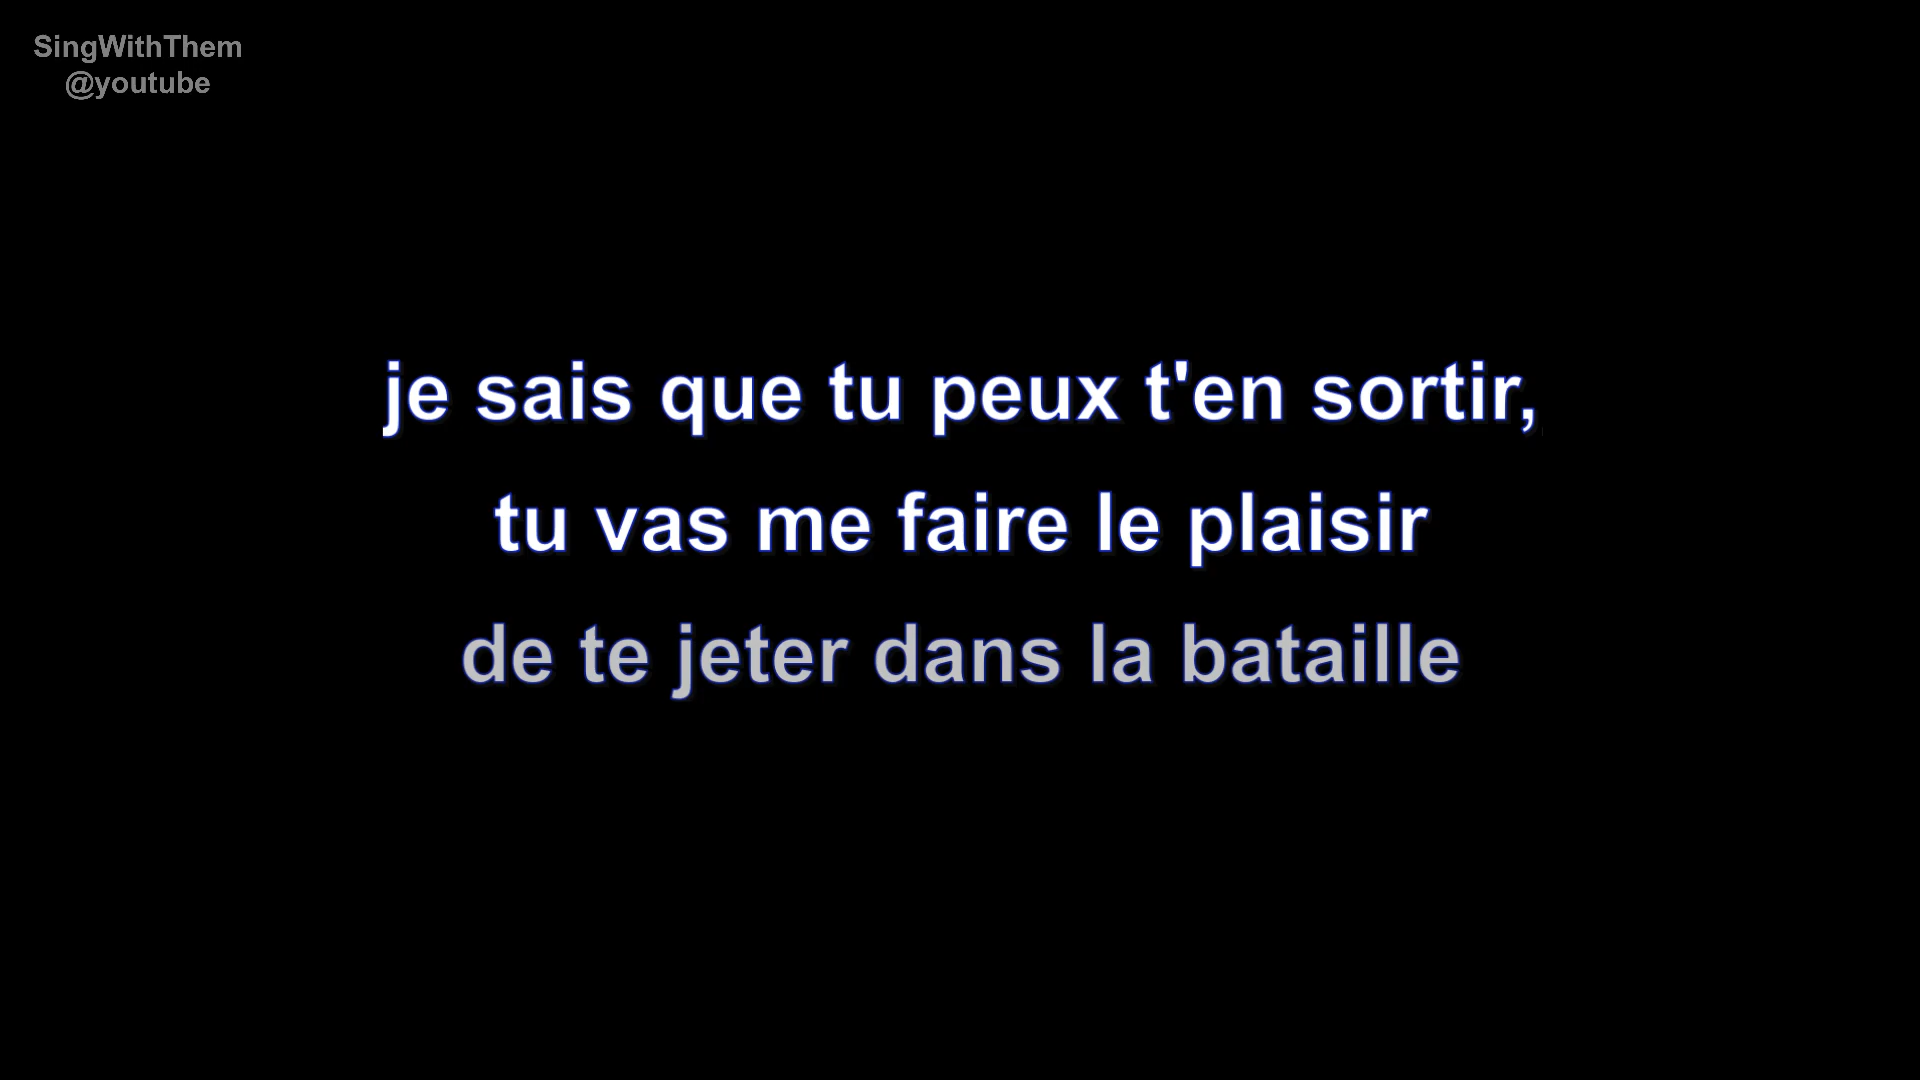 SingWithThem
@youtube
je sais que tu peux t'en sortir,
tu vas me faire le plaisir
de te jeter dans la bataille